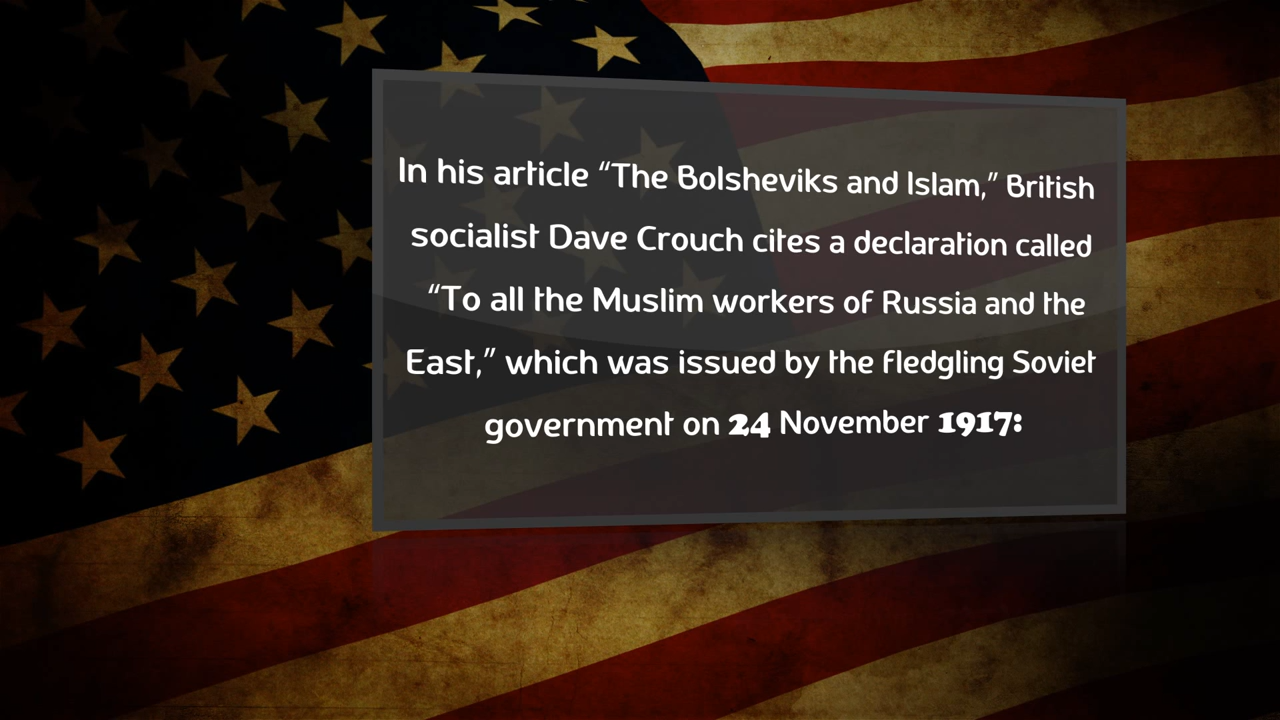 In his article “The Bolsheviks and Islam,” British
socialist Dave Crouch cites a declaration called
“To all the Muslim workers of Russia and the
East,” which was issued by the fledgling Soviet
government on 24 November 1917: